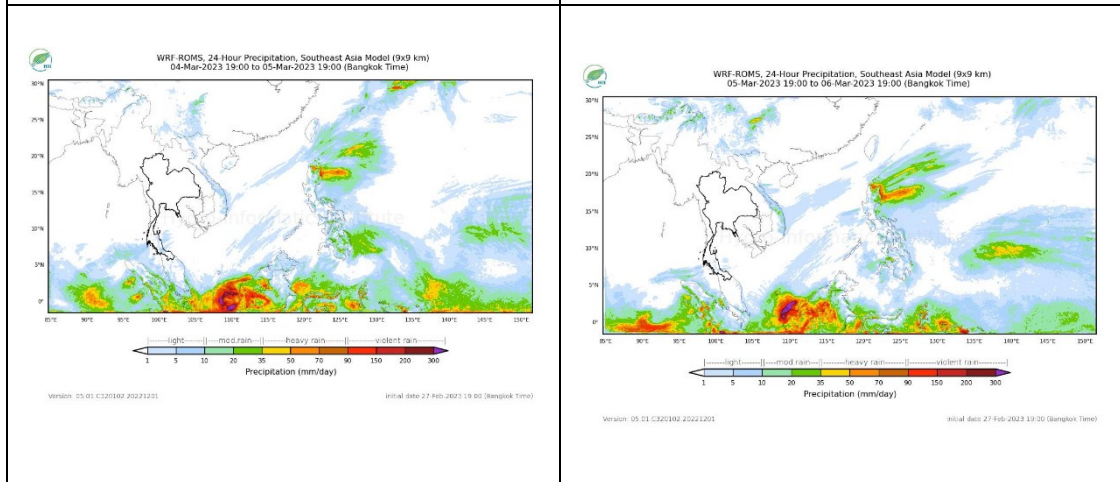 WRF-ROMS, 24-Hour Precipitation, Southeast Asia Model (9x9 km)
04-Mar-2023 19:00 to 05-Mar-2023 19:00 (Bangkok Time)
30°N
25°N
20°N
15°N
10°N
5°N
0°
85°E 90°E 95°E 100°E 105°E 110°E 115°E 120°E 125°E 130°E 135°E 140°E 145°E 150°E
light mod rain heavy rain violent rain
1 5 10 20 35 50 70 90 150 200 300
Precipitation (mm/day)
Version: 05.01.C320102.20221201 initial date 27-Feb-2023 19:00 (Bangkok Time)
WRF-ROMS, 24-Hour Precipitation, Southeast Asia Model (9x9 km)
05-Mar-2023 19:00 to 06-Mar-2023 19:00 (Bangkok Time)
30°N
25°N
20°N
15°N
10°N
5°N
0°
85°E 90°E 95°E 100°E 105°E 110°E 115°E 120°E 125°E 130°E 135°E 140°E 145°E 150°E
light mod rain heavy rain violent rain
1 5 10 20 35 50 70 90 150 200 300
Precipitation (mm/day)
Version: 05.01.C320102.20221201 initial date 27-Feb-2023 19:00 (Bangkok Time)